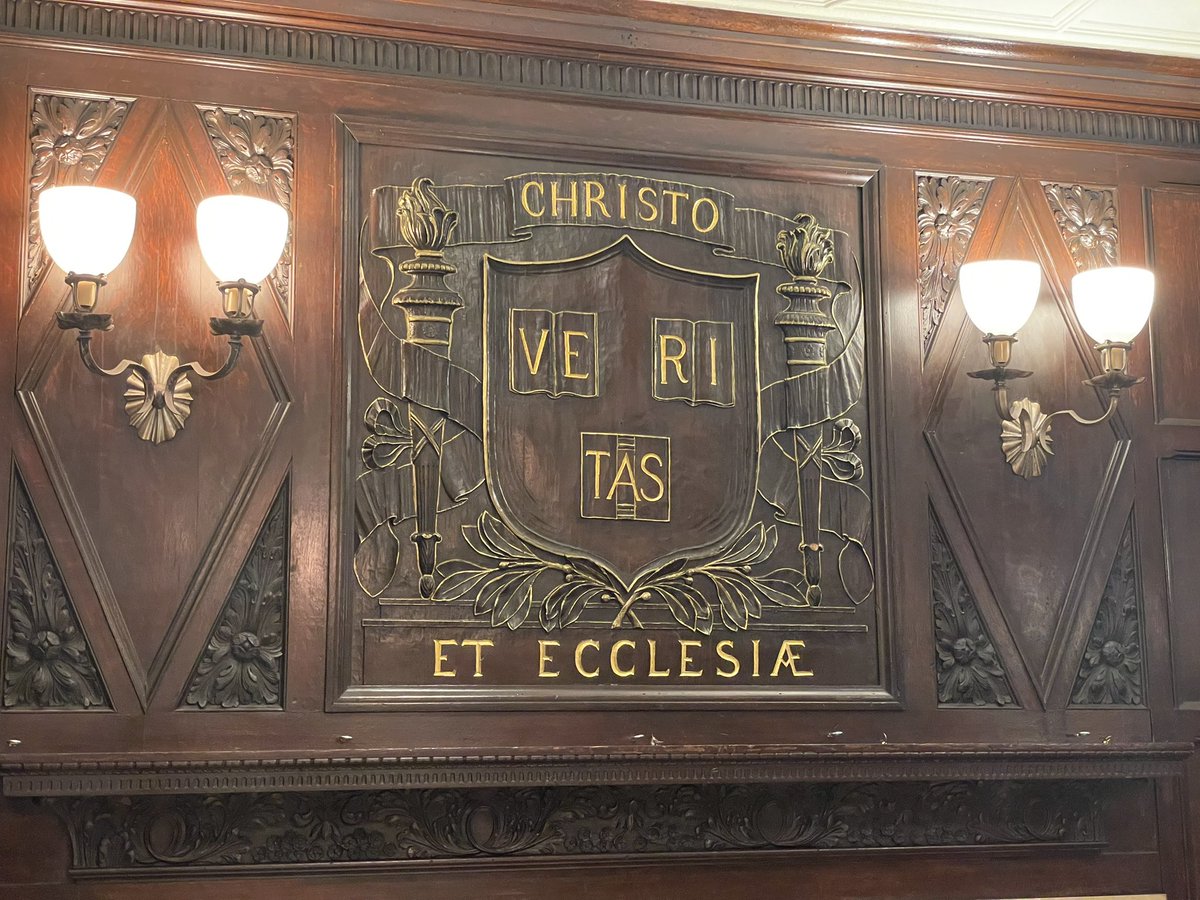 CHRISTO
VE RI
TAS
ET ECCLESIÆ